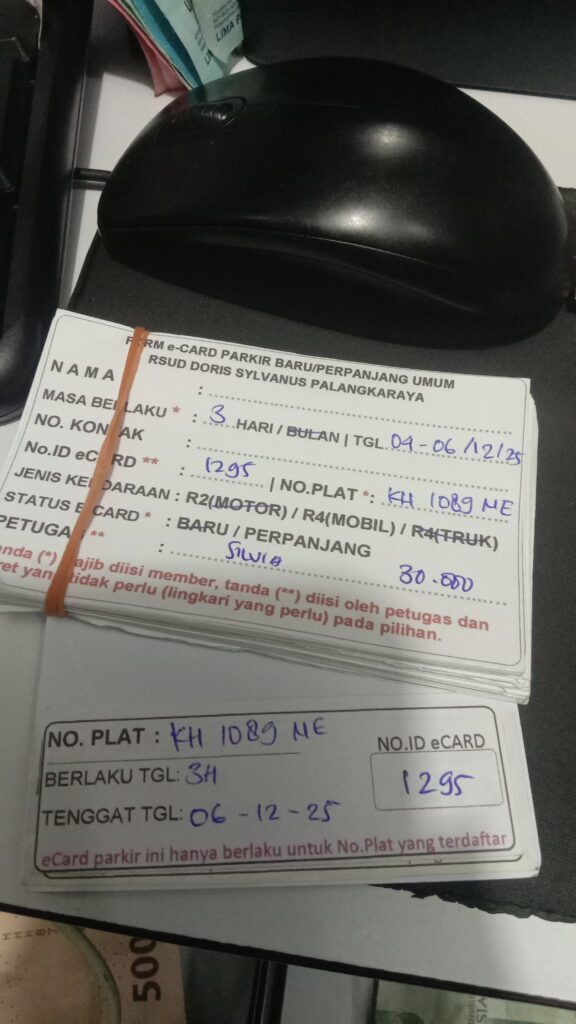 LIMA P
FORM e-CARD PARKIR BARU/PERPANJANG UMUM
RSUD DORIS SYLVANUS PALANGKARAYA
NAMA :
MASA BERLAKU * : 3 HARI / BULAN | TGL 04-06/12/25
NO. KONTAK :
No.ID eCARD ** : 1295 | NO.PLAT *: KH 1089 ME
JENIS KENDARAAN : R2(MOTOR) / R4(MOBIL) / R4(TRUK)
STATUS ECARD * : BARU / PERPANJANG
PETUGAS ** : SILVIA 30.000
anda (*) wajib diisi member, tanda (**) diisi oleh petugas dan
ret yang tidak perlu (lingkari yang perlu) pada pilihan.
NO. PLAT : KH 1089 ME
NO.ID eCARD
BERLAKU TGL: 3H
1295
TENGGAT TGL: 06-12-25
eCard parkir ini hanya berlaku untuk No.Plat yang terdaftar
500